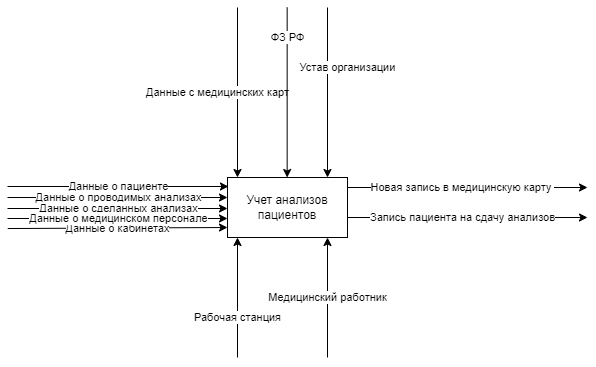 ФЗ РФ
Устав организации
Данные с медицинских карт
Данные о пациенте
Данные о проводимых анализах
Данные о сделанных анализах
Данные о медицинском персонале
Данные о кабинетах
Учет анализов
пациентов
Новая запись в медицинскую карту
Запись пациента на сдачу анализов
Медицинский работник
Рабочая станция